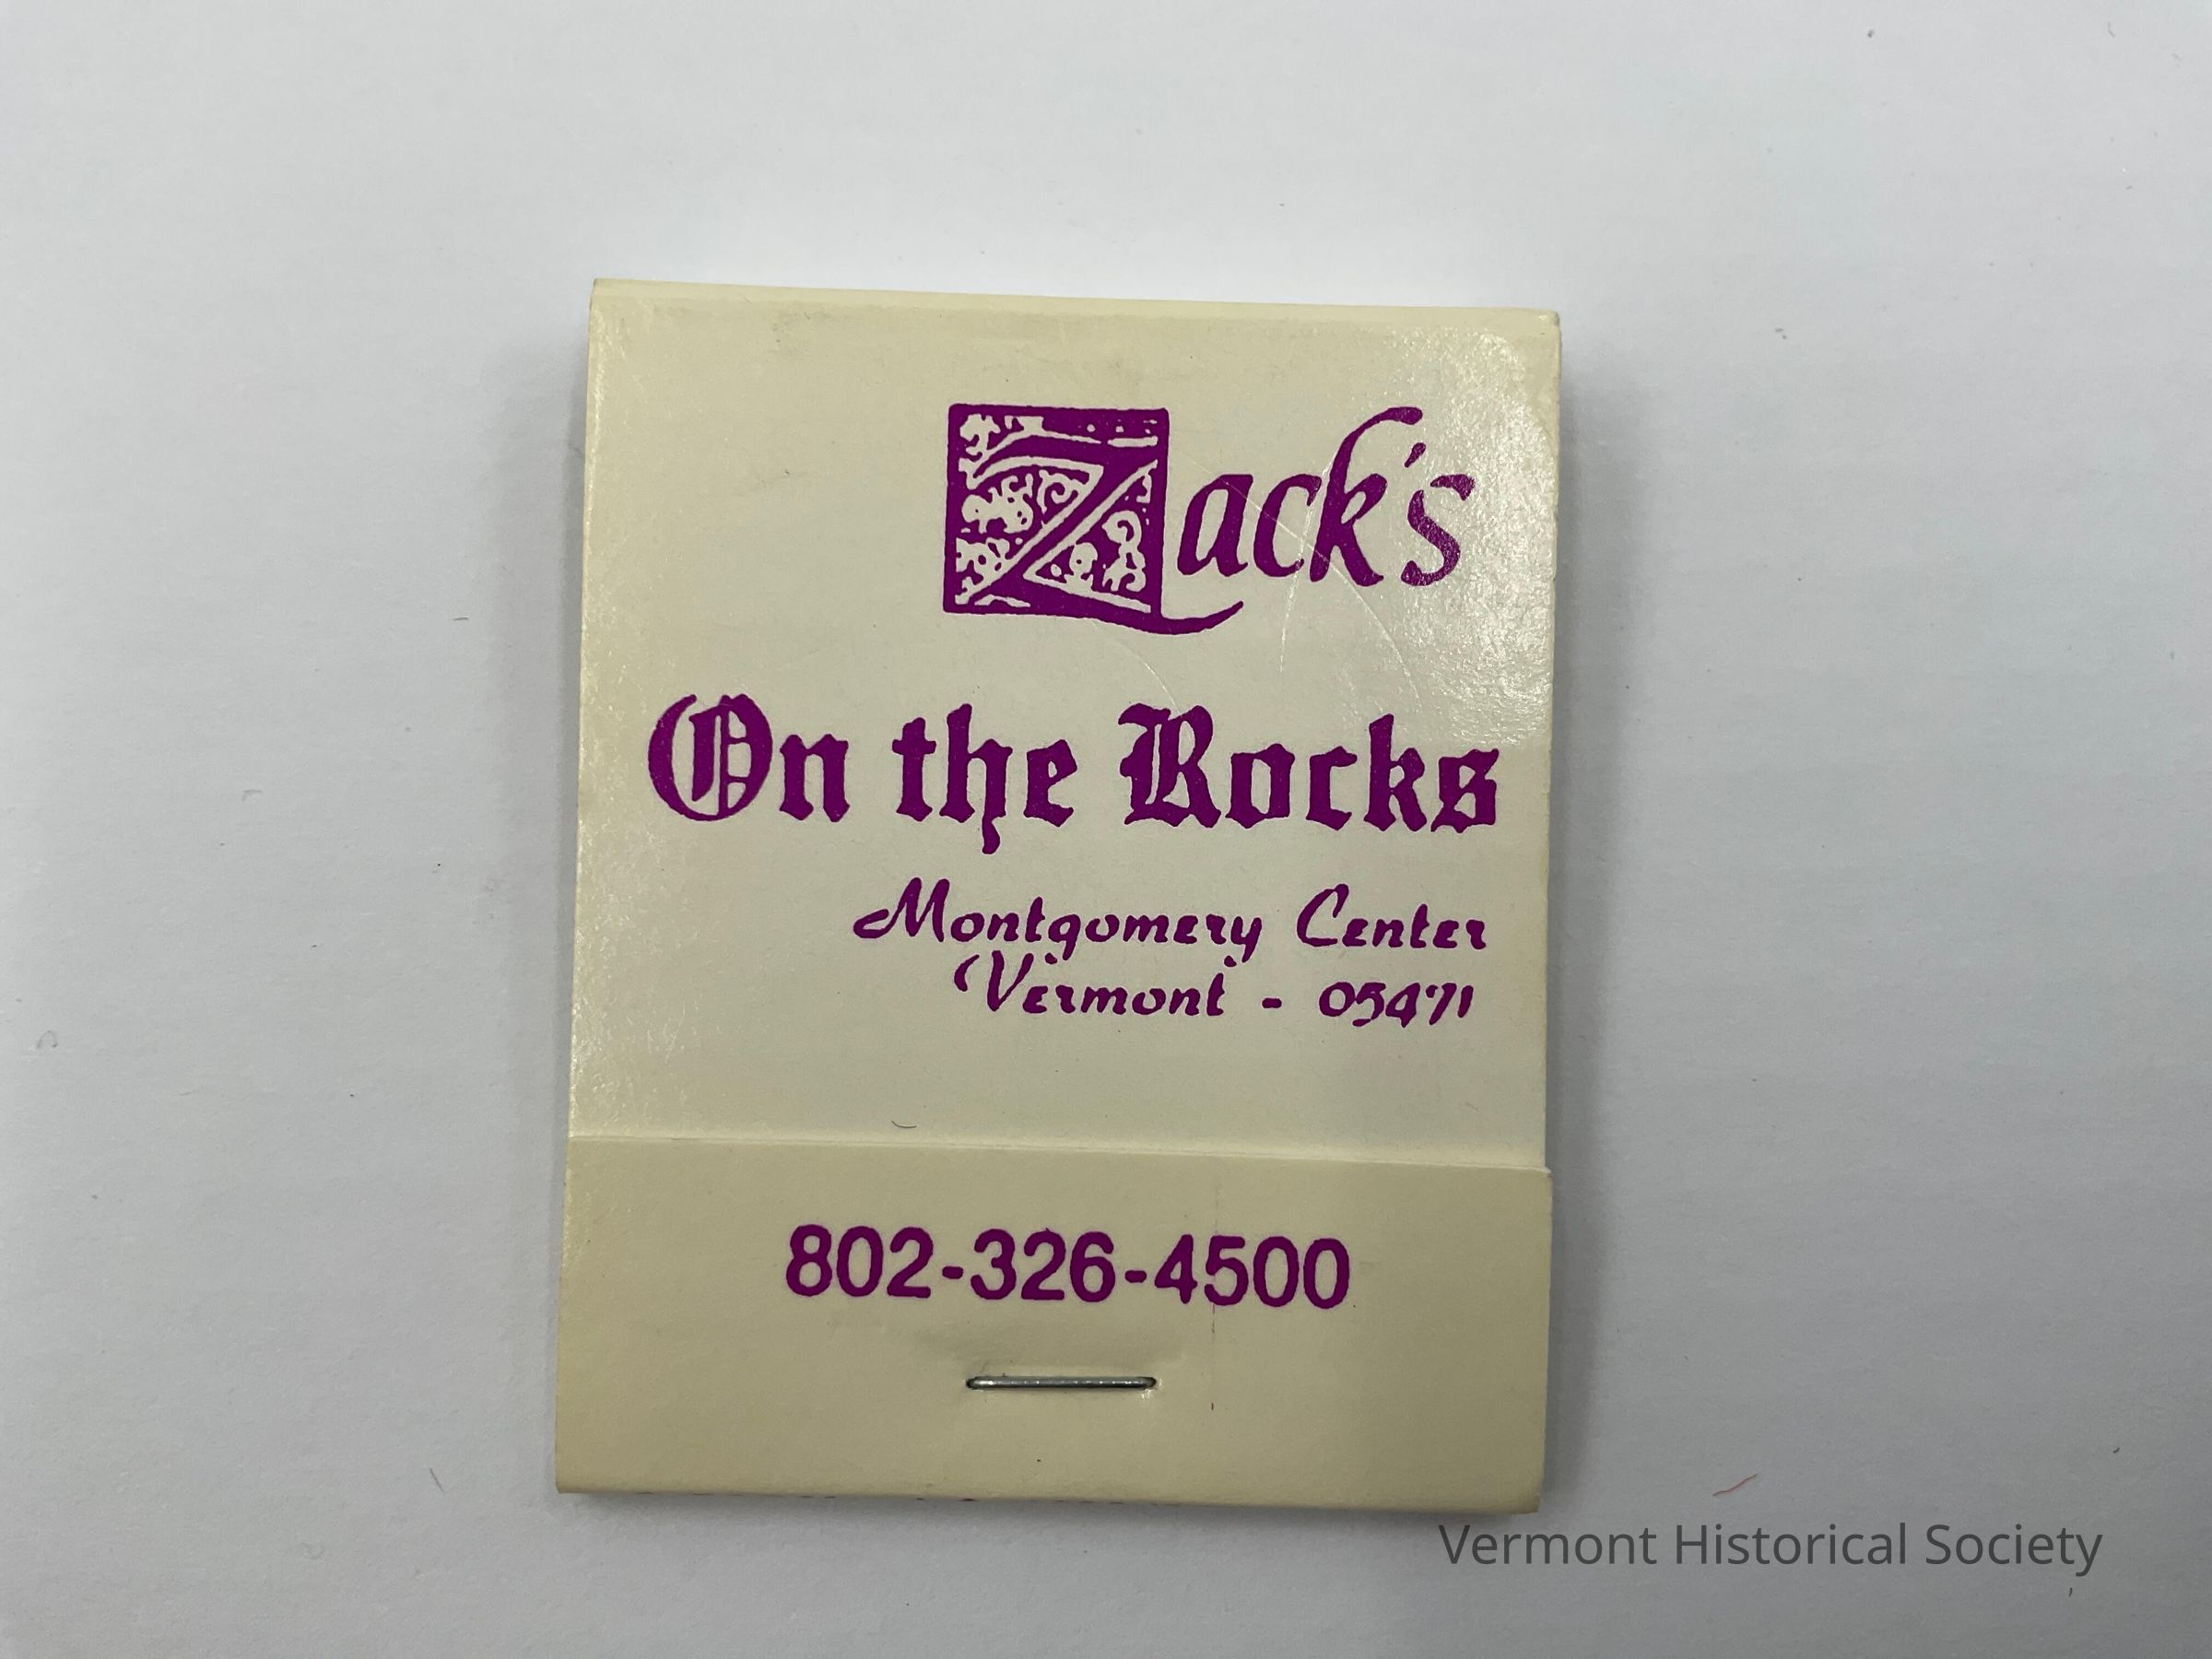 Zack's
On the Rocks
Montgomery Center
Vermont - 05471
802-326-4500
Vermont Historical Society